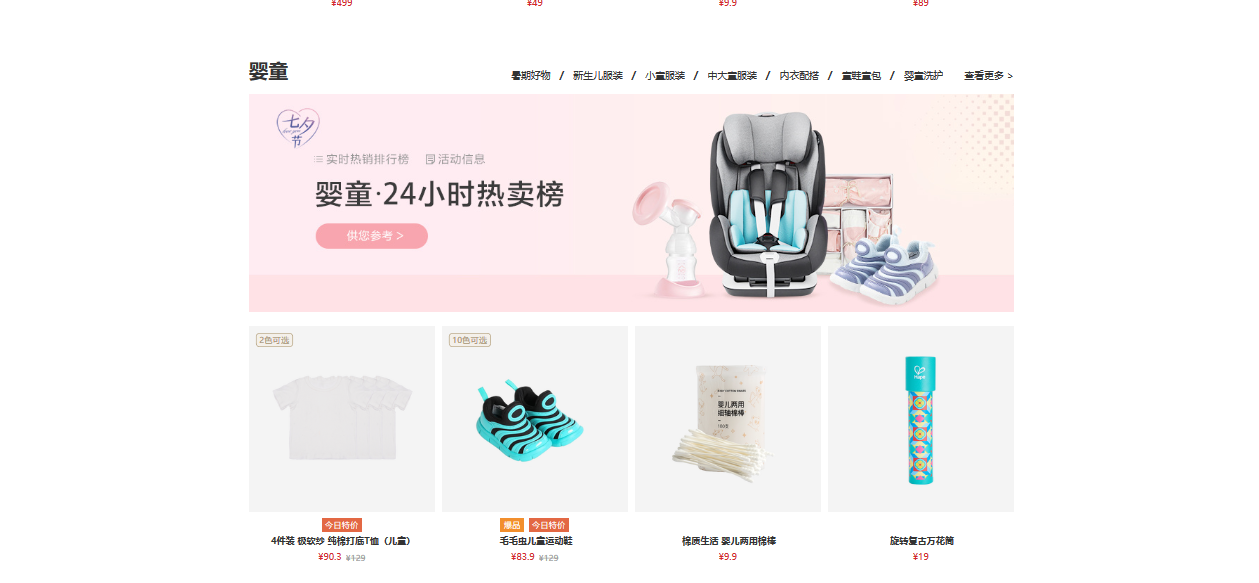 ¥499 ¥49 ¥9.9 ¥89
婴童
暑期好物 / 新生儿服装 / 小童服装 / 中大童服装 / 内衣配搭 / 童鞋童包 / 婴童洗护 查看更多 >
七夕
节
实时热销排行榜 活动信息
婴童·24小时热卖榜
供您参考 >
2色可选 10色可选
婴儿两用
细轴棉棒
Hape
今日特价 爆品 今日特价
4件装 极软纱 纯棉打底T恤（儿童） 毛毛虫儿童运动鞋 棉质生活 婴儿两用棉棒 旋转复古万花筒
¥90.3 ¥129 ¥83.9 ¥129 ¥9.9 ¥19